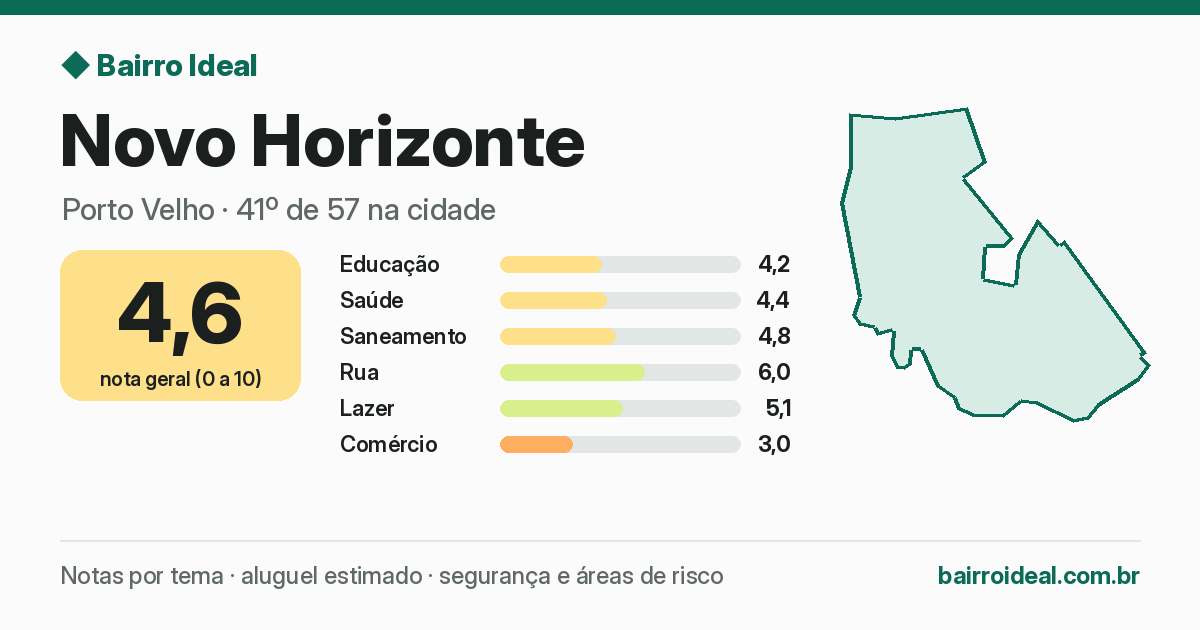 Bairro Ideal
Novo Horizonte
Porto Velho · 41º de 57 na cidade
4,6
nota geral (0 a 10)
Educação 4,2
Saúde 4,4
Saneamento 4,8
Rua 6,0
Lazer 5,1
Comércio 3,0
Notas por tema · aluguel estimado · segurança e áreas de risco
bairroideal.com.br